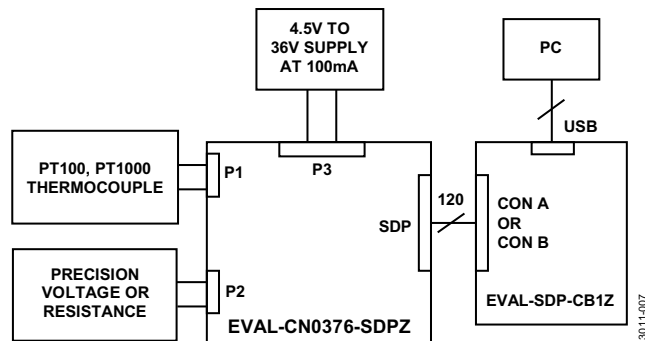 4.5V TO
36V SUPPLY
AT 100mA
PC
USB
PT100, PT1000
THERMOCOUPLE
P1
P3
120
SDP
CON A
OR
CON B
PRECISION
VOLTAGE OR
RESISTANCE
P2
EVAL-CN0376-SDPZ
EVAL-SDP-CB1Z
3011-007